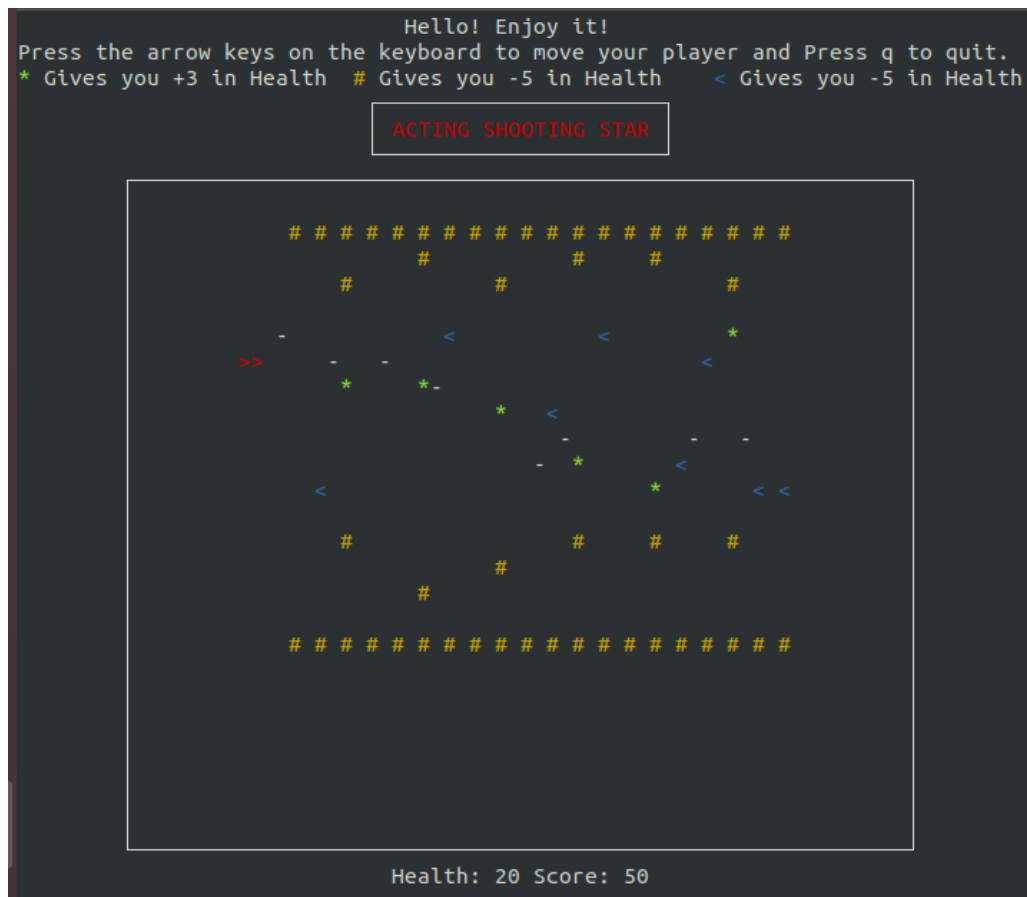 Hello! Enjoy it!
Press the arrow keys on the keyboard to move your player and Press q to quit.
* Gives you +3 in Health  # Gives you -5 in Health    < Gives you -5 in Health
ACTING SHOOTING STAR
# # # # # # # # # # # # # # # # # # # #
# # #
# # #
- < < *
>> - - <
* *-
* <
- - -
- * <
< * < <
# # # #
#
#
# # # # # # # # # # # # # # # # # # # #
Health: 20 Score: 50